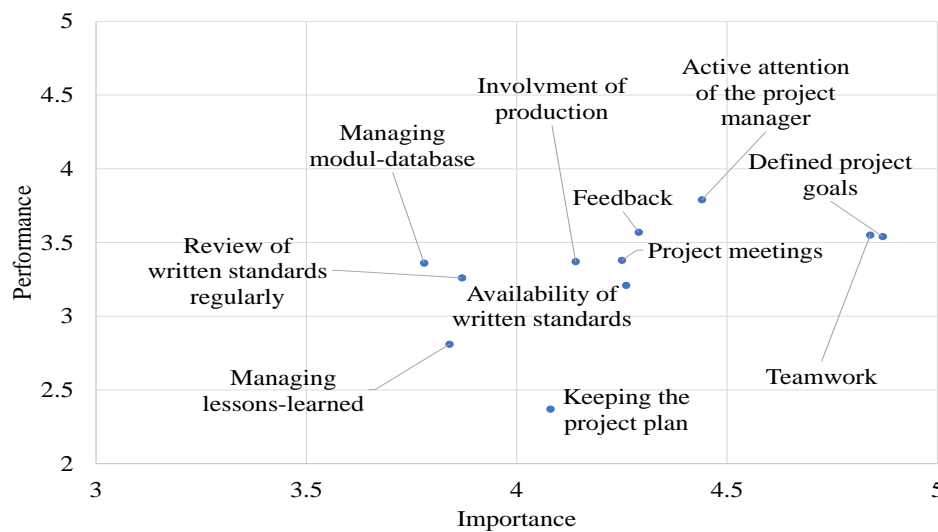 5
4.5
4
3.5
3
2.5
2
Performance
3
3.5
4
4.5
5
Importance
Active attention
of the project
manager
Involvment of
production
Managing
modul-database
Defined project
goals
Feedback
Project meetings
Review of
written standards
regularly
Availability of
written standards
Managing
lessons-learned
Teamwork
Keeping the
project plan